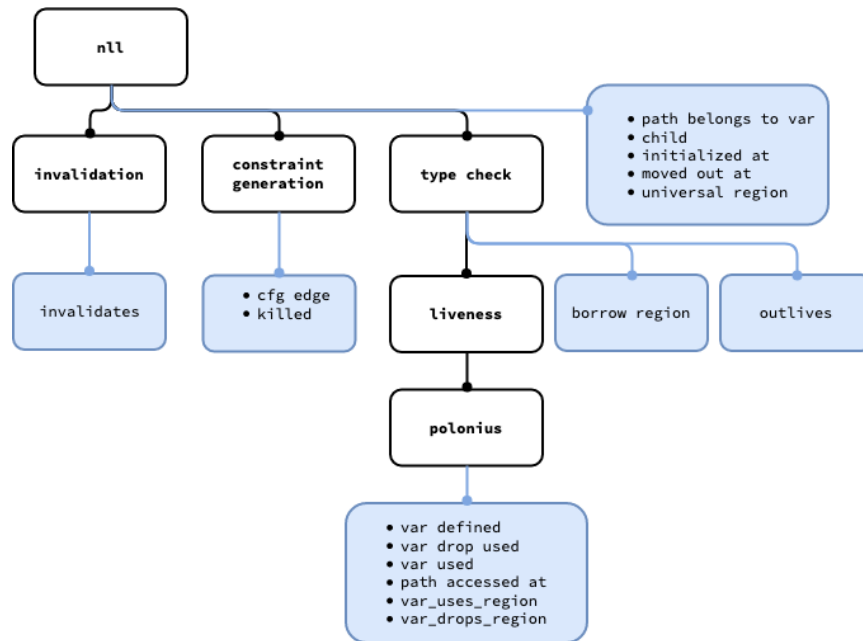 nll
• path belongs to var
• child
• initialized at
• moved out at
• universal region
invalidation
constraint
generation
type check
invalidates
• cfg edge
• killed
liveness
borrow region
outlives
polonius
• var defined
• var drop used
• var used
• path accessed at
• var_uses_region
• var_drops_region